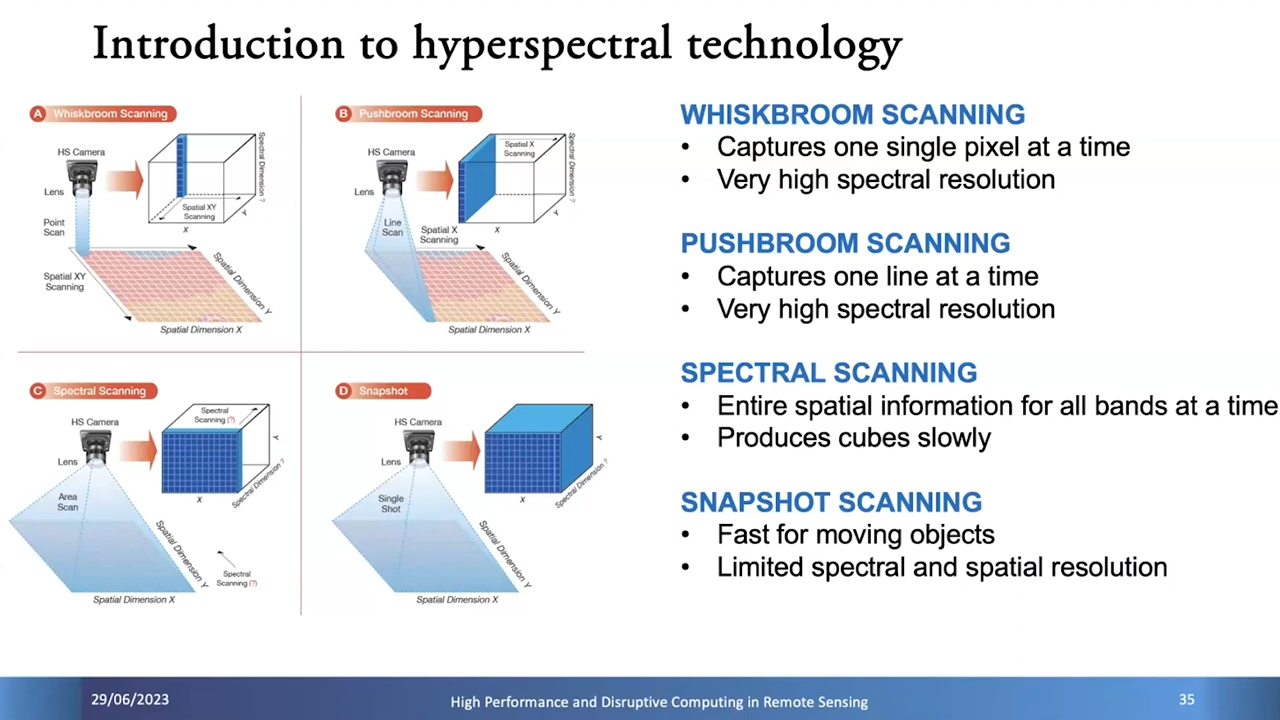 Introduction to hyperspectral technology
A Whiskbroom Scanning
HS Camera
Lens
Point
Scan
Spatial XY
Scanning
Spatial XY
Scanning
X
Y
Spectral Dimension ?
Spatial Dimension Y
Spatial Dimension X
B Pushbroom Scanning
HS Camera
Lens
Line
Scan
Spatial X
Scanning
Spatial X
Scanning
X
Y
Spectral Dimension ?
Spatial Dimension Y
Spatial Dimension X
C Spectral Scanning
HS Camera
Lens
Area
Scan
Spectral
Scanning (?)
X
Y
Spectral Dimension ?
Spatial Dimension Y
Spectral
Scanning (?)
Spatial Dimension X
D Snapshot
HS Camera
Lens
Single
Shot
X
Y
Spectral Dimension ?
Spatial Dimension Y
Spatial Dimension X
WHISKBROOM SCANNING
• Captures one single pixel at a time
• Very high spectral resolution
PUSHBROOM SCANNING
• Captures one line at a time
• Very high spectral resolution
SPECTRAL SCANNING
• Entire spatial information for all bands at a time
• Produces cubes slowly
SNAPSHOT SCANNING
• Fast for moving objects
• Limited spectral and spatial resolution
29/06/2023
High Performance and Disruptive Computing in Remote Sensing
35